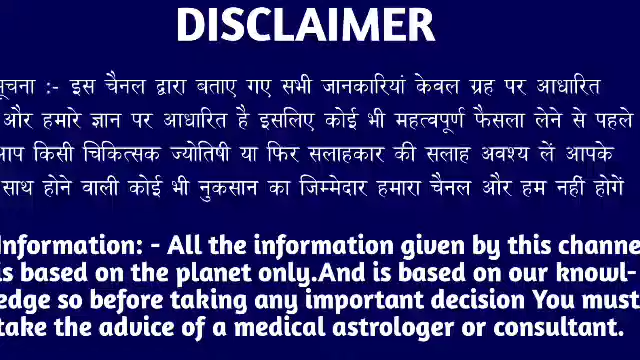 DISCLAIMER
सूचना :- इस चैनल द्वारा बताए गए सभी जानकारियां केवल ग्रह पर आधारित
और हमारे ज्ञान पर आधारित है इसलिए कोई भी महत्वपूर्ण फैसला लेने से पहले
आप किसी चिकित्सक ज्योतिषी या फिर सलाहकार की सलाह अवश्य लें आपके
साथ होने वाली कोई भी नुकसान का जिम्मेदार हमारा चैनल और हम नहीं होगें
Information: - All the information given by this channe
is based on the planet only.And is based on our knowl-
edge so before taking any important decision You must
take the advice of a medical astrologer or consultant.